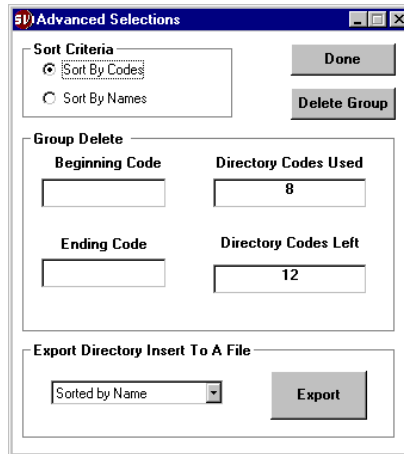 SV Advanced Selections
Sort Criteria
Sort By Codes
Sort By Names
Done
Delete Group
Group Delete
Beginning Code
Directory Codes Used
8
Ending Code
Directory Codes Left
12
Export Directory Insert To A File
Sorted by Name
Export